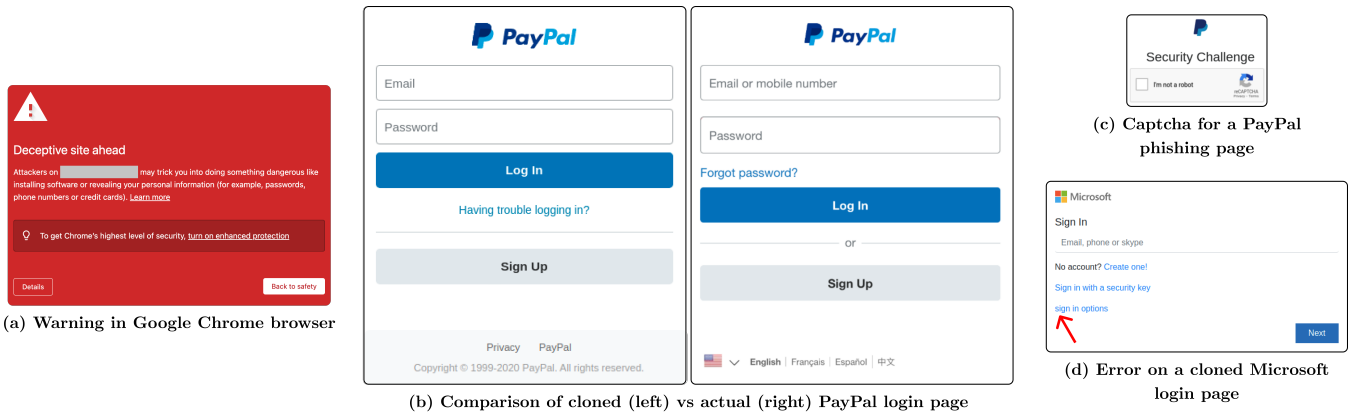 Deceptive site ahead
Attackers on may trick you into doing something dangerous like
installing software or revealing your personal information (for example, passwords,
phone numbers or credit cards). Learn more
To get Chrome's highest level of security, turn on enhanced protection
Details
Back to safety
(a) Warning in Google Chrome browser
PayPal
Email
Password
Log In
Having trouble logging in?
Sign Up
Privacy PayPal
Copyright © 1999-2020 PayPal. All rights reserved.
PayPal
Email or mobile number
Password
Forgot password?
Log In
or
Sign Up
English Français Español 中文
(b) Comparison of cloned (left) vs actual (right) PayPal login page
Security Challenge
I'm not a robot
reCAPTCHA
Privacy - Terms
(c) Captcha for a PayPal
phishing page
Microsoft
Sign In
Email, phone or skype
No account? Create one!
Sign in with a security key
sign in options
Next
(d) Error on a cloned Microsoft
login page